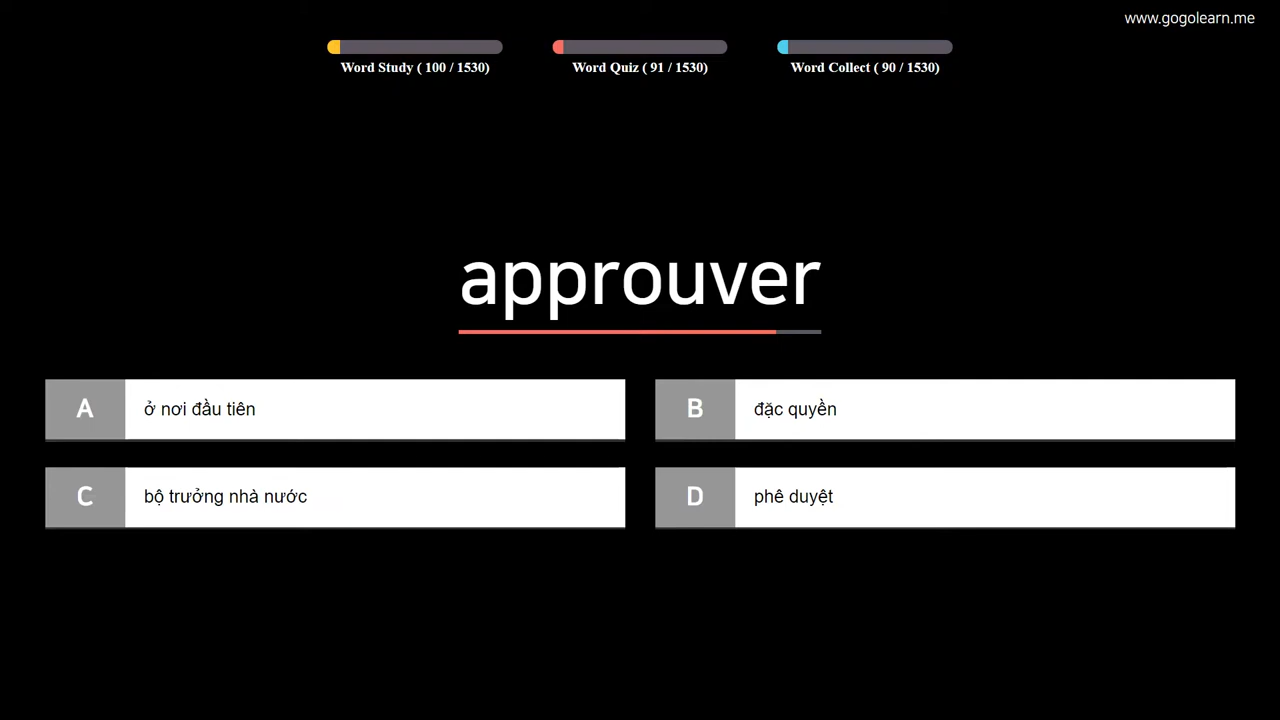 www.gogolearn.me
Word Study ( 100 / 1530)
Word Quiz ( 91 / 1530)
Word Collect ( 90 / 1530)
approuver
A ở nơi đầu tiên
B đặc quyền
C bộ trưởng nhà nước
D phê duyệt